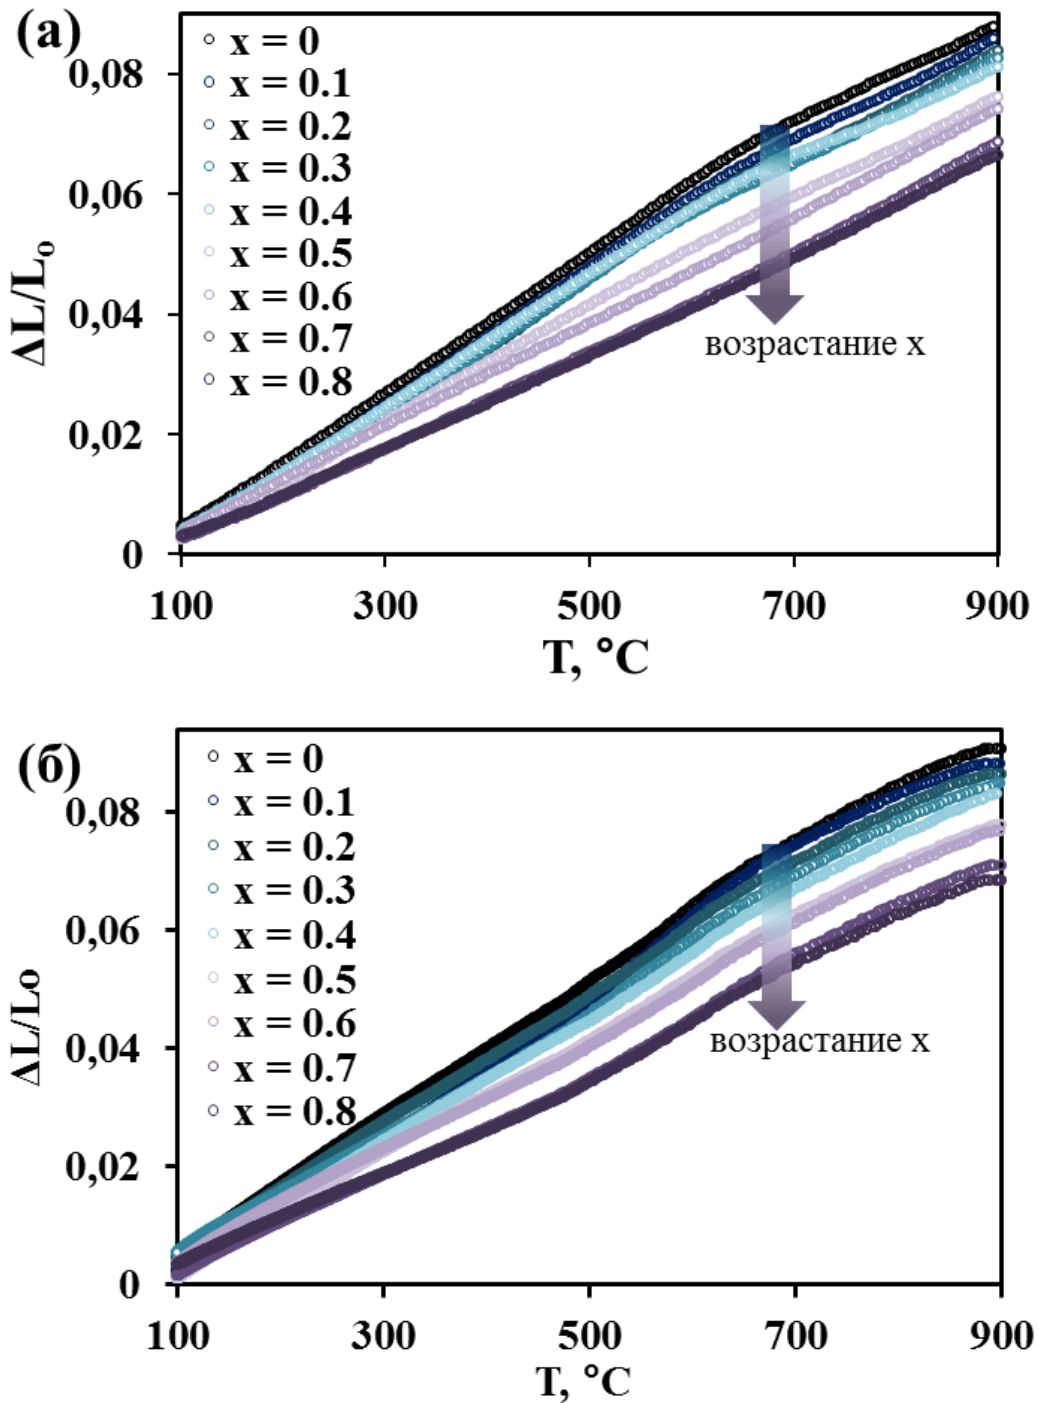 (а)
x = 0
x = 0.1
x = 0.2
x = 0.3
x = 0.4
x = 0.5
x = 0.6
x = 0.7
x = 0.8
0,08
0,06
0,04
0,02
0
ΔL/Lo
возрастание x
100 300 500 700 900
T, °C
(б)
x = 0
x = 0.1
x = 0.2
x = 0.3
x = 0.4
x = 0.5
x = 0.6
x = 0.7
x = 0.8
0,08
0,06
0,04
0,02
0
ΔL/Lo
возрастание x
100 300 500 700 900
T, °C